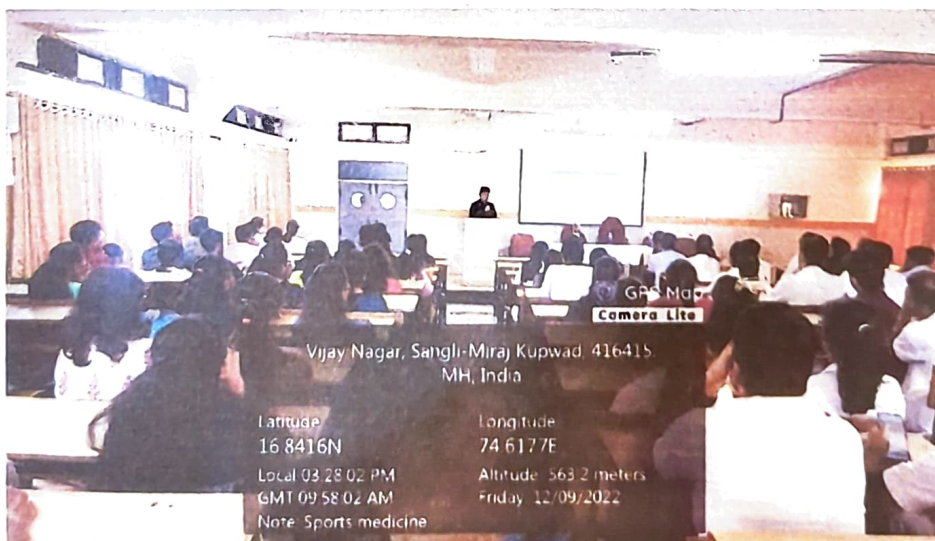 GPS Map
Camera Lite
Vijay Nagar, Sangli-Miraj Kupwad, 416415,
MH, India
Latitude
16.8416N
Longitude
74.6177E
Local 03:28:02 PM
GMT 09:58:02 AM
Altitude 563.2 meters
Friday 12/09/2022
Note Sports medicine